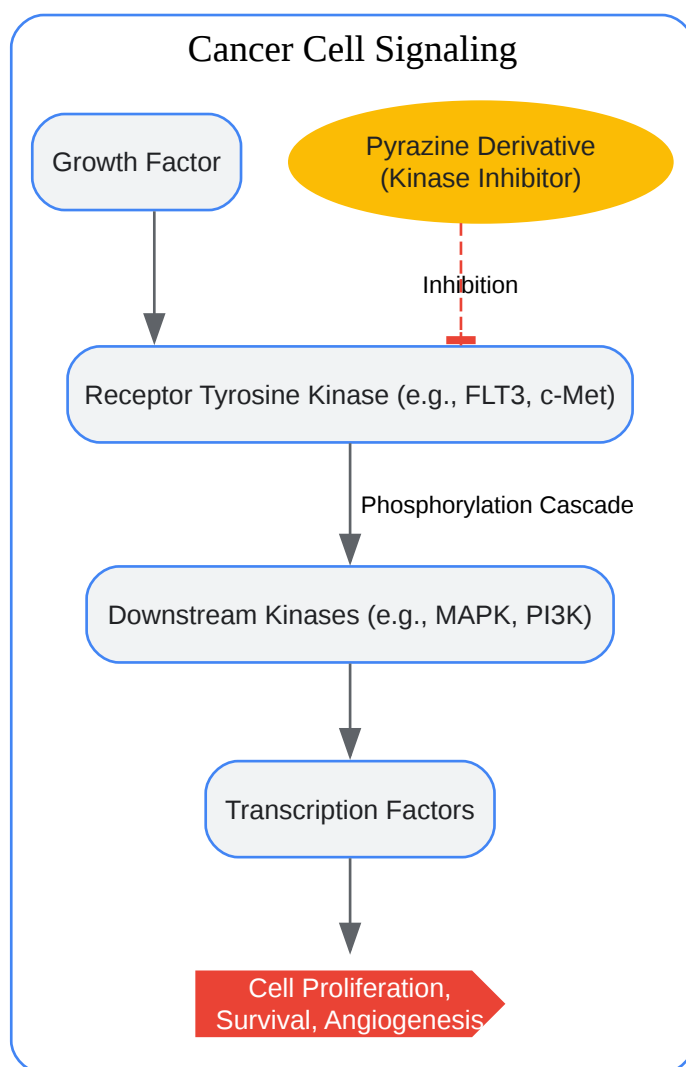 Cancer Cell Signaling
Growth Factor
Pyrazine Derivative
(Kinase Inhibitor)
Inhibition
Receptor Tyrosine Kinase (e.g., FLT3, c-Met)
Phosphorylation Cascade
Downstream Kinases (e.g., MAPK, PI3K)
Transcription Factors
Cell Proliferation,
Survival, Angiogenesis